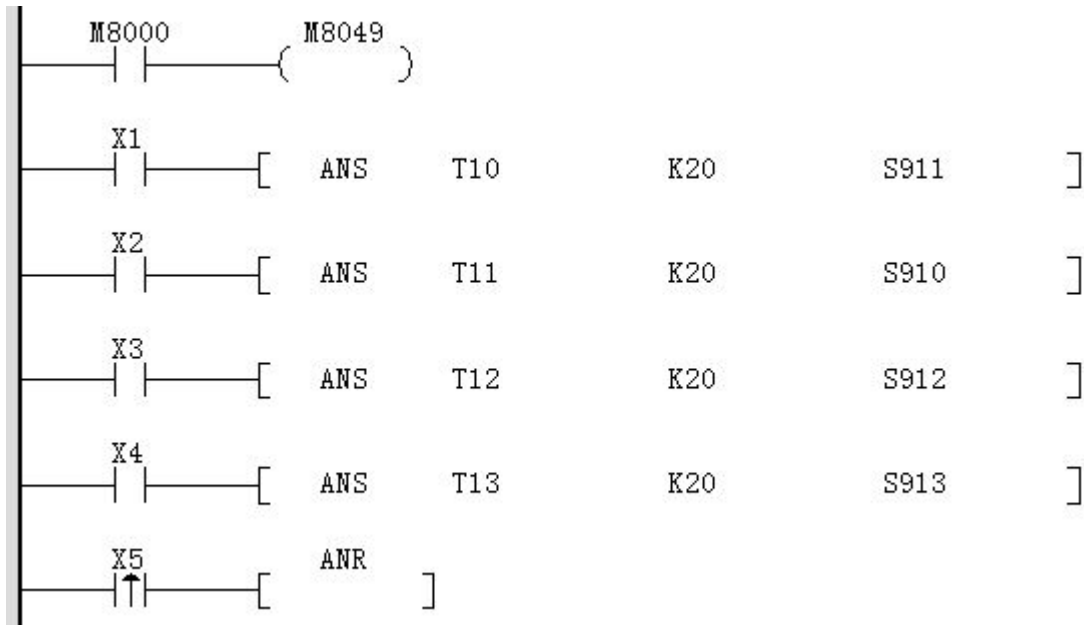 M8000 M8049
X1
ANS T10 K20 S911
X2
ANS T11 K20 S910
X3
ANS T12 K20 S912
X4
ANS T13 K20 S913
X5 ANR